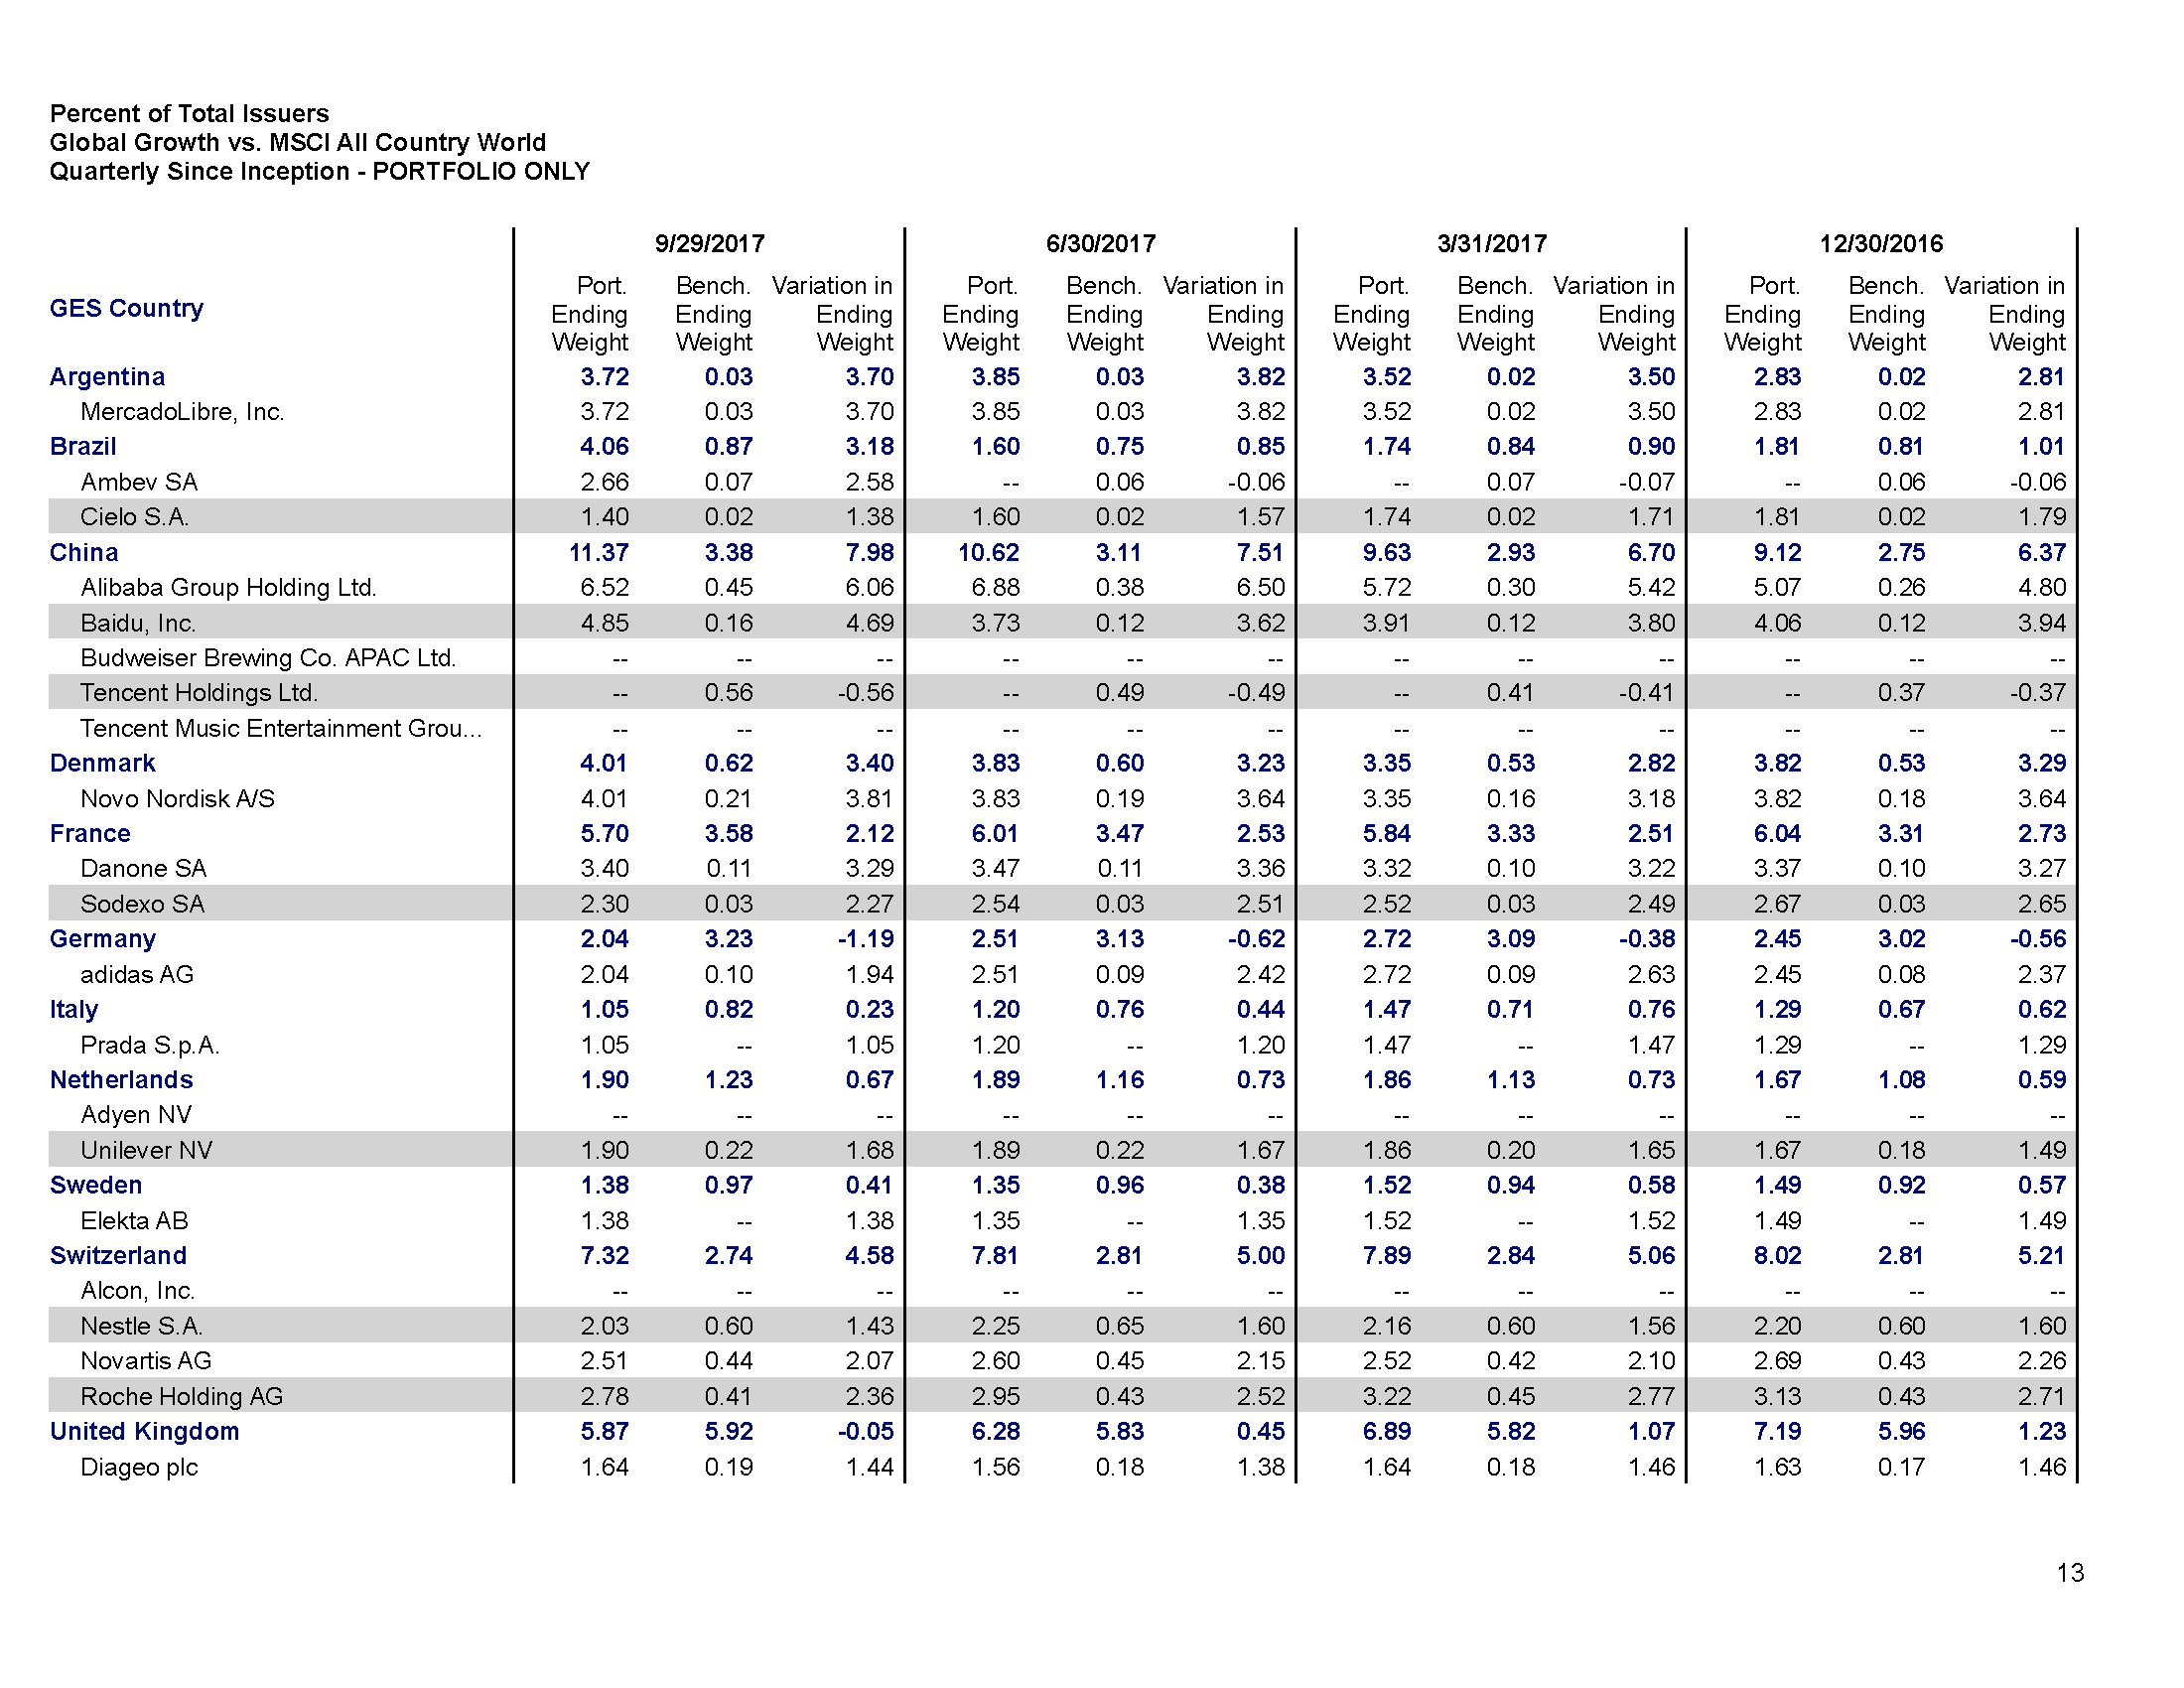 Percent of Total Issuers
Global Growth vs. MSCI All Country World
Quarterly Since Inception - PORTFOLIO ONLY
9/29/2017 6/30/2017 3/31/2017 12/30/2016
GES Country
Port. Bench. Variation in Port. Bench. Variation in Port. Bench. Variation in Port. Bench. Variation in
Ending Ending Ending Ending Ending Ending Ending Ending Ending Ending Ending Ending
Weight Weight Weight Weight Weight Weight Weight Weight Weight Weight Weight Weight
Argentina 3.72 0.03 3.70 3.85 0.03 3.82 3.52 0.02 3.50 2.83 0.02 2.81
MercadoLibre, Inc. 3.72 0.03 3.70 3.85 0.03 3.82 3.52 0.02 3.50 2.83 0.02 2.81
Brazil 4.06 0.87 3.18 1.60 0.75 0.85 1.74 0.84 0.90 1.81 0.81 1.01
Ambev SA 2.66 0.07 2.58 -- 0.06 -0.06 -- 0.07 -0.07 -- 0.06 -0.06
Cielo S.A. 1.40 0.02 1.38 1.60 0.02 1.57 1.74 0.02 1.71 1.81 0.02 1.79
China 11.37 3.38 7.98 10.62 3.11 7.51 9.63 2.93 6.70 9.12 2.75 6.37
Alibaba Group Holding Ltd. 6.52 0.45 6.06 6.88 0.38 6.50 5.72 0.30 5.42 5.07 0.26 4.80
Baidu, Inc. 4.85 0.16 4.69 3.73 0.12 3.62 3.91 0.12 3.80 4.06 0.12 3.94
Budweiser Brewing Co. APAC Ltd. -- -- -- -- -- -- -- -- -- -- -- --
Tencent Holdings Ltd. -- 0.56 -0.56 -- 0.49 -0.49 -- 0.41 -0.41 -- 0.37 -0.37
Tencent Music Entertainment Grou... -- -- -- -- -- -- -- -- -- -- -- --
Denmark 4.01 0.62 3.40 3.83 0.60 3.23 3.35 0.53 2.82 3.82 0.53 3.29
Novo Nordisk A/S 4.01 0.21 3.81 3.83 0.19 3.64 3.35 0.16 3.18 3.82 0.18 3.64
France 5.70 3.58 2.12 6.01 3.47 2.53 5.84 3.33 2.51 6.04 3.31 2.73
Danone SA 3.40 0.11 3.29 3.47 0.11 3.36 3.32 0.10 3.22 3.37 0.10 3.27
Sodexo SA 2.30 0.03 2.27 2.54 0.03 2.51 2.52 0.03 2.49 2.67 0.03 2.65
Germany 2.04 3.23 -1.19 2.51 3.13 -0.62 2.72 3.09 -0.38 2.45 3.02 -0.56
adidas AG 2.04 0.10 1.94 2.51 0.09 2.42 2.72 0.09 2.63 2.45 0.08 2.37
Italy 1.05 0.82 0.23 1.20 0.76 0.44 1.47 0.71 0.76 1.29 0.67 0.62
Prada S.p.A. 1.05 -- 1.05 1.20 -- 1.20 1.47 -- 1.47 1.29 -- 1.29
Netherlands 1.90 1.23 0.67 1.89 1.16 0.73 1.86 1.13 0.73 1.67 1.08 0.59
Adyen NV -- -- -- -- -- -- -- -- -- -- -- --
Unilever NV 1.90 0.22 1.68 1.89 0.22 1.67 1.86 0.20 1.65 1.67 0.18 1.49
Sweden 1.38 0.97 0.41 1.35 0.96 0.38 1.52 0.94 0.58 1.49 0.92 0.57
Elekta AB 1.38 -- 1.38 1.35 -- 1.35 1.52 -- 1.52 1.49 -- 1.49
Switzerland 7.32 2.74 4.58 7.81 2.81 5.00 7.89 2.84 5.06 8.02 2.81 5.21
Alcon, Inc. -- -- -- -- -- -- -- -- -- -- -- --
Nestle S.A. 2.03 0.60 1.43 2.25 0.65 1.60 2.16 0.60 1.56 2.20 0.60 1.60
Novartis AG 2.51 0.44 2.07 2.60 0.45 2.15 2.52 0.42 2.10 2.69 0.43 2.26
Roche Holding AG 2.78 0.41 2.36 2.95 0.43 2.52 3.22 0.45 2.77 3.13 0.43 2.71
United Kingdom 5.87 5.92 -0.05 6.28 5.83 0.45 6.89 5.82 1.07 7.19 5.96 1.23
Diageo plc 1.64 0.19 1.44 1.56 0.18 1.38 1.64 0.18 1.46 1.63 0.17 1.46
13